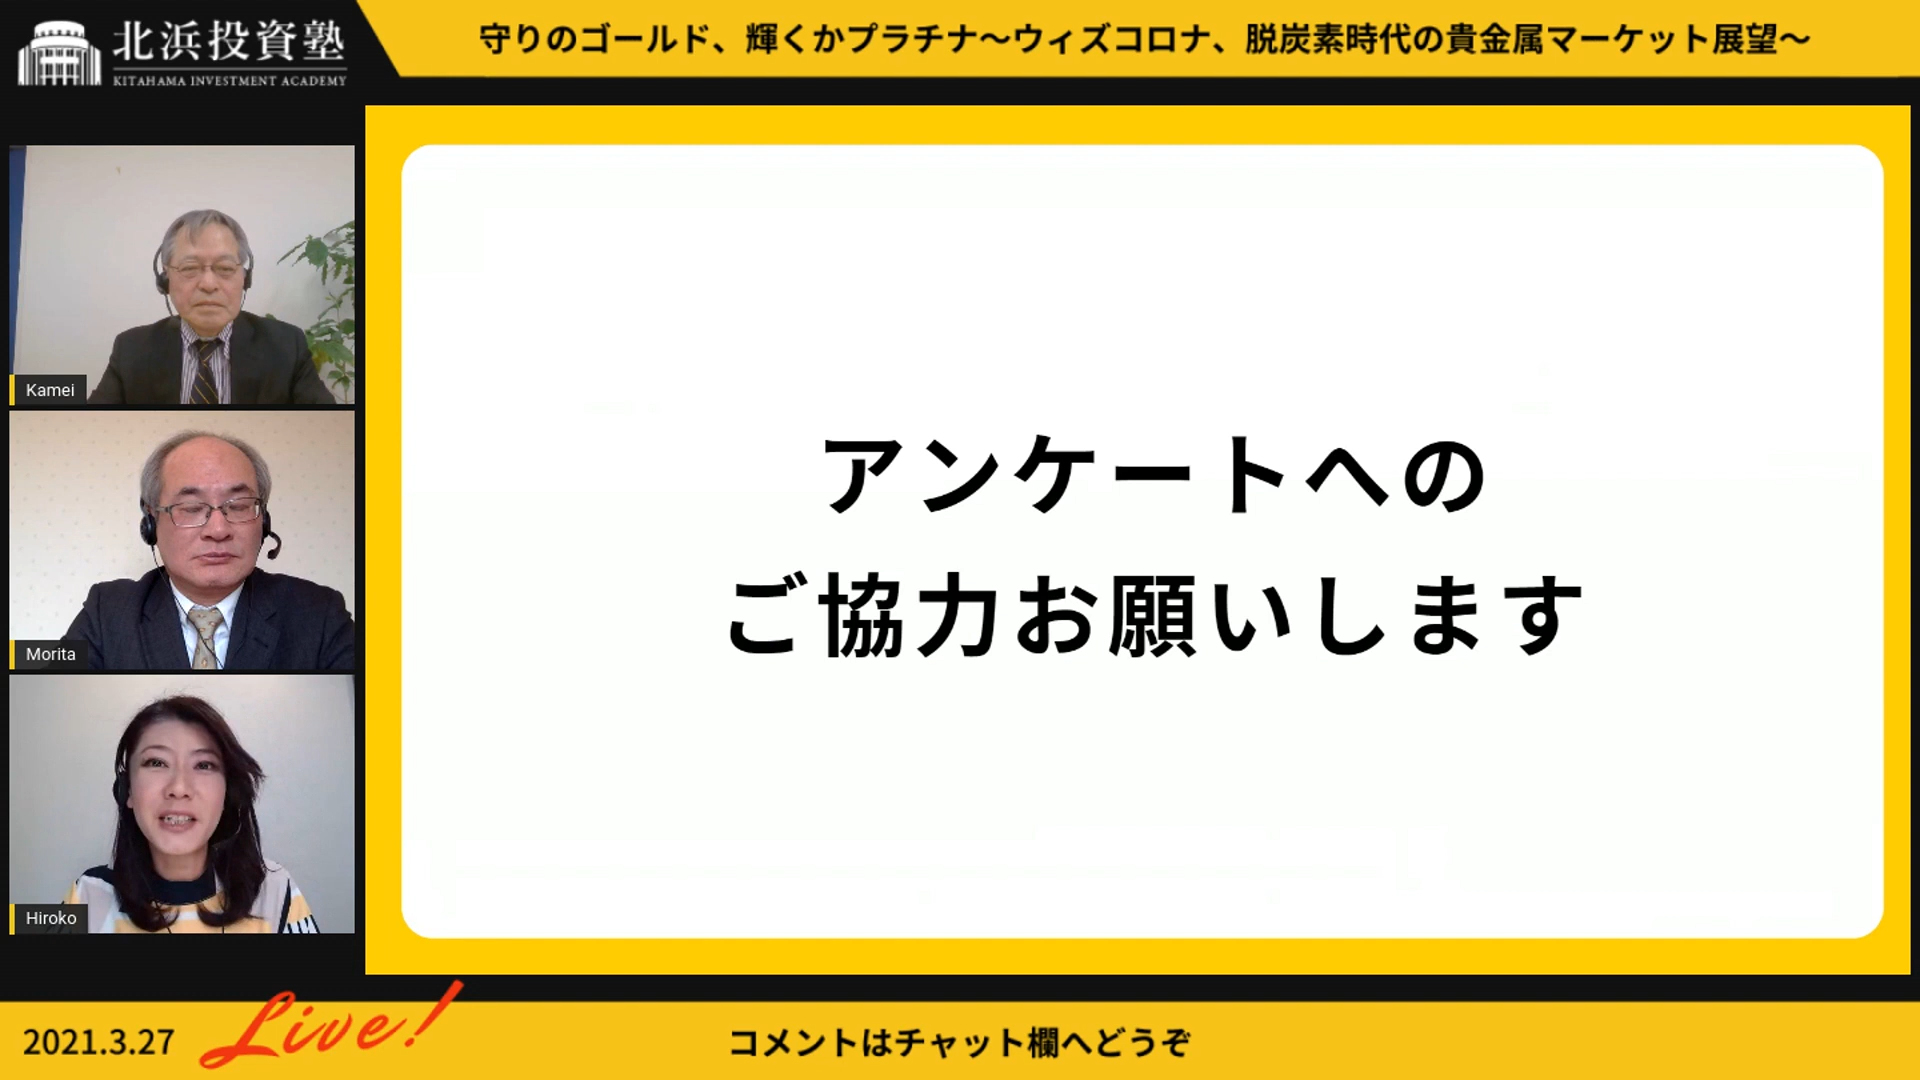 北浜投資塾
KITAHAMA INVESTMENT ACADEMY
守りのゴールド、輝くかプラチナ～ウィズコロナ、脱炭素時代の貴金属マーケット展望～
Kamei
Morita
Hiroko
アンケートへの
ご協力お願いします
2021.3.27
Live!
コメントはチャット欄へどうぞ